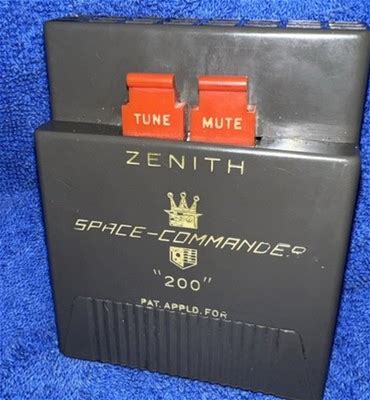 TUNE MUTE
ZENITH
SPACE-COMMANDER
"200"
PAT. APPLD. FOR